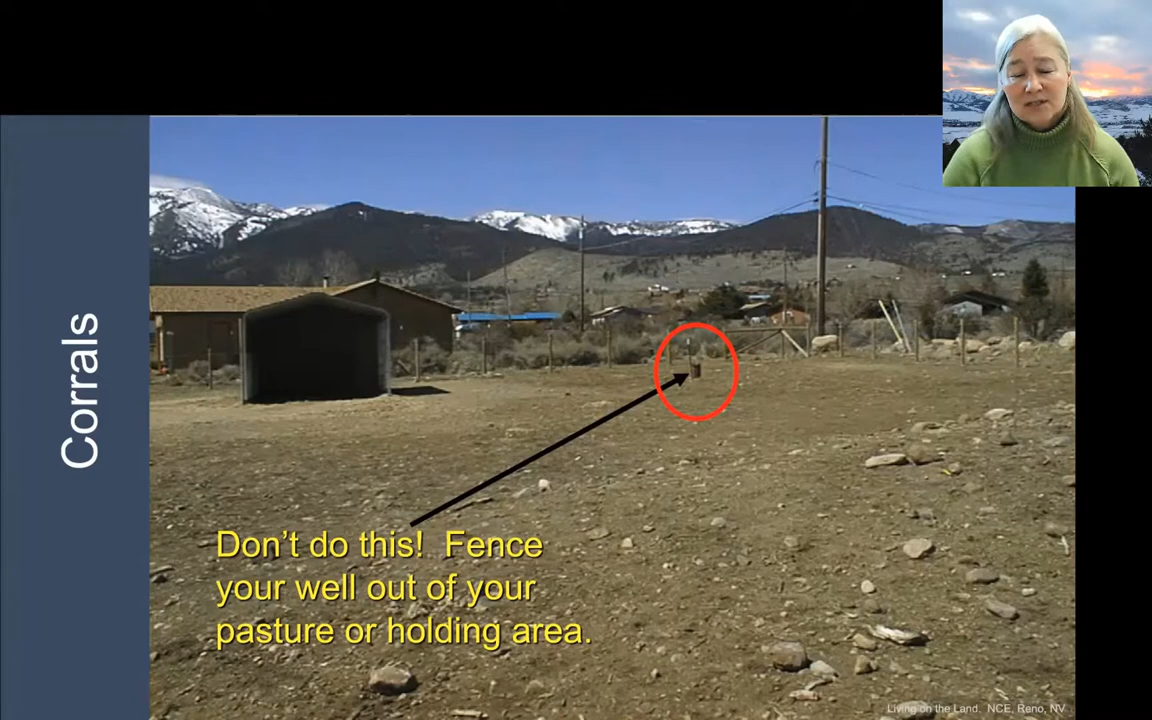 Corrals
Don't do this!  Fence
your well out of your
pasture or holding area.
Living on the Land.  NCE, Reno, NV